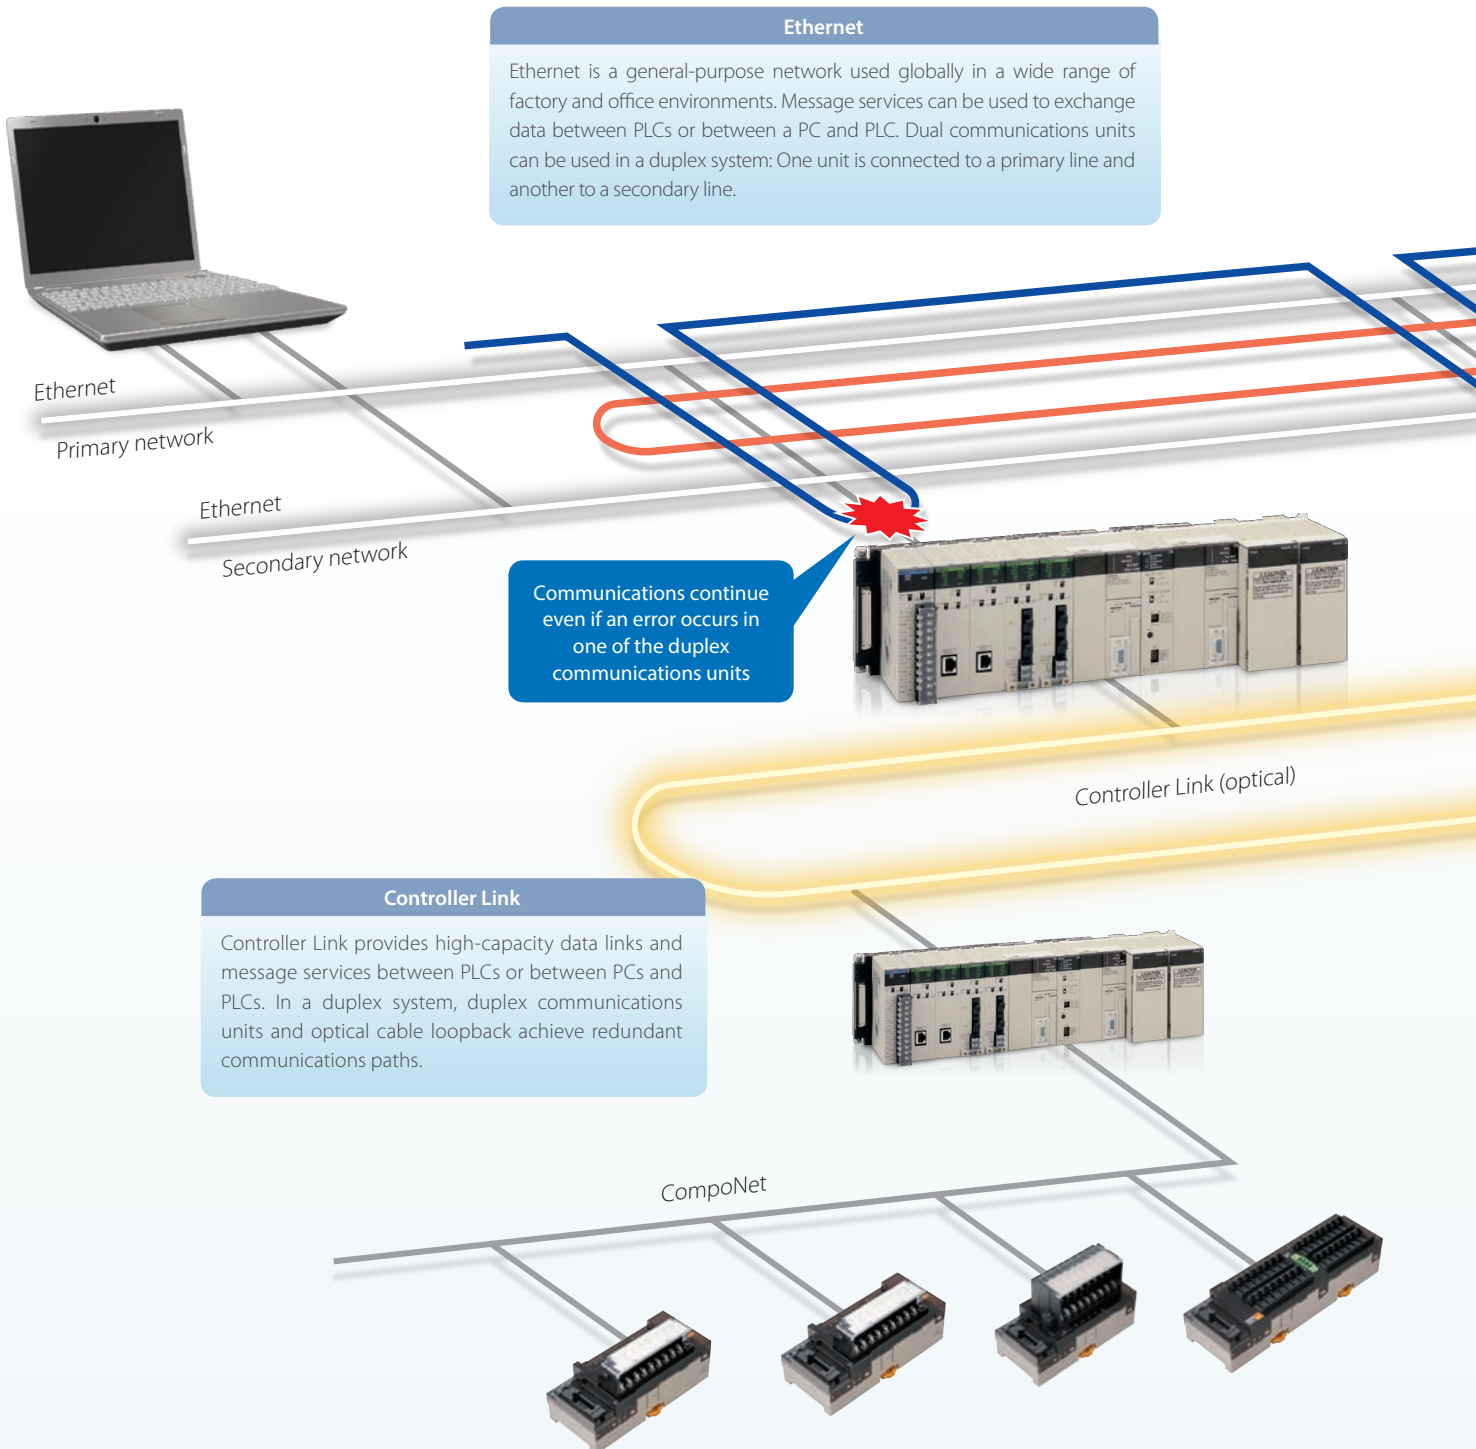 Ethernet
Ethernet is a general-purpose network used globally in a wide range of
factory and office environments. Message services can be used to exchange
data between PLCs or between a PC and PLC. Dual communications units
can be used in a duplex system: One unit is connected to a primary line and
another to a secondary line.
Ethernet
Primary network
Ethernet
Secondary network
Communications continue
even if an error occurs in
one of the duplex
communications units
Controller Link (optical)
Controller Link
Controller Link provides high-capacity data links and
message services between PLCs or between PCs and
PLCs. In a duplex system, duplex communications
units and optical cable loopback achieve redundant
communications paths.
CompoNet